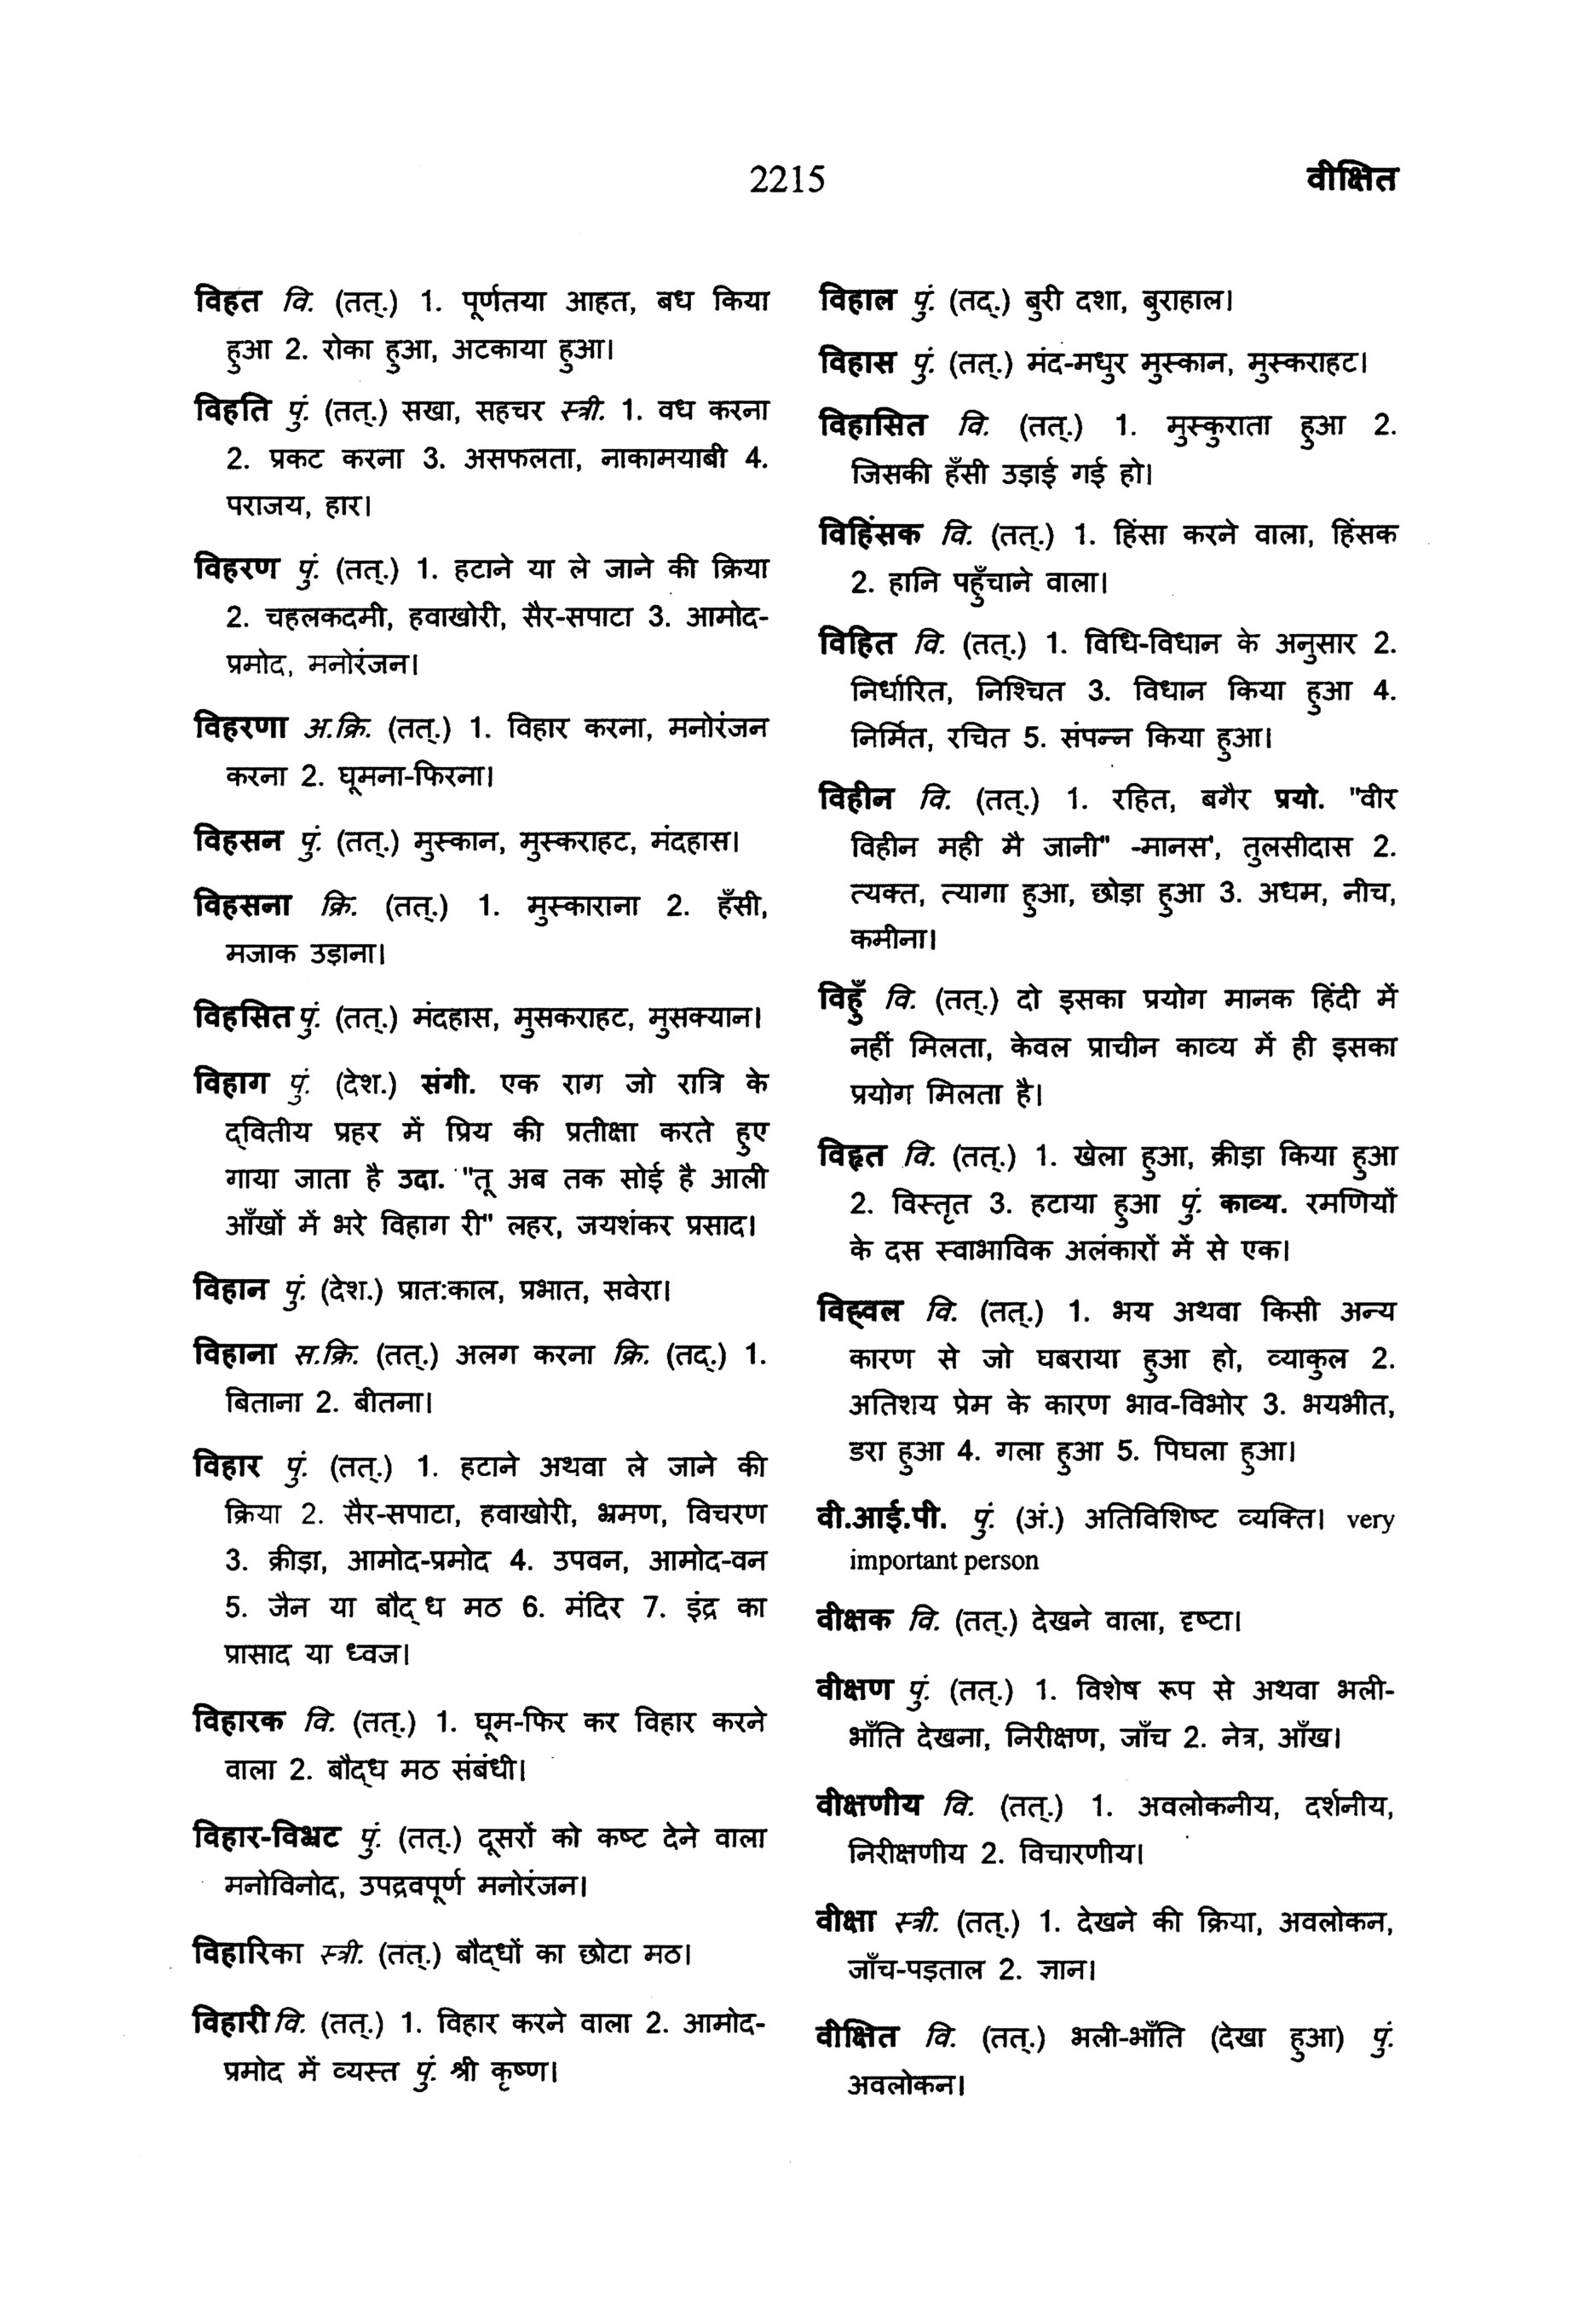 2215
वीक्षित
विहत वि. (तत्.) 1. पूर्णतया आहत, बध किया
हुआ 2. रोका हुआ, अटकाया हुआ।
विहति पुं. (तत्.) सखा, सहचर स्त्री. 1. वध करना
2. प्रकट करना 3. असफलता, नाकामयाबी 4.
पराजय, हार।
विहरण पुं. (तत्.) 1. हटाने या ले जाने की क्रिया
2. चहलकदमी, हवाखोरी, सैर-सपाटा 3. आमोद-
प्रमोद, मनोरंजन।
विहरणा अ.क्रि. (तत्.) 1. विहार करना, मनोरंजन
करना 2. घूमना-फिरना।
विहसन पुं. (तत्.) मुस्कान, मुस्कराहट, मंदहास।
विहसना क्रि. (तत्.) 1. मुस्काराना 2. हँसी,
मजाक उड़ाना।
विहसित पुं. (तत्.) मंदहास, मुसकराहट, मुसक्यान।
विहाग पुं. (देश.) संगी. एक राग जो रात्रि के
द्वितीय प्रहर में प्रिय की प्रतीक्षा करते हुए
गाया जाता है उदा. "तू अब तक सोई है आली
आँखों में भरे विहाग री" लहर, जयशंकर प्रसाद।
विहान पुं. (देश.) प्रात:काल, प्रभात, सवेरा।
विहाना स.क्रि. (तत्.) अलग करना क्रि. (तद्.) 1.
बिताना 2. बीतना।
विहार पुं. (तत्.) 1. हटाने अथवा ले जाने की
क्रिया 2. सैर-सपाटा, हवाखोरी, भ्रमण, विचरण
3. क्रीड़ा, आमोद-प्रमोद 4. उपवन, आमोद-वन
5. जैन या बौद्ध मठ 6. मंदिर 7. इंद्र का
प्रासाद या ध्वज।
विहारक वि. (तत्.) 1. घूम-फिर कर विहार करने
वाला 2. बौद्ध मठ संबंधी।
विहार-विभ्रट पुं. (तत्.) दूसरों को कष्ट देने वाला
मनोविनोद, उपद्रवपूर्ण मनोरंजन।
विहारिका स्त्री. (तत्.) बौद्धों का छोटा मठ।
विहारी वि. (तत्.) 1. विहार करने वाला 2. आमोद-
प्रमोद में व्यस्त पुं. श्री कृष्ण।
विहाल पुं. (तद्.) बुरी दशा, बुराहाल।
विहास पुं. (तत्.) मंद-मधुर मुस्कान, मुस्कराहट।
विहासित वि. (तत्.) 1. मुस्कुराता हुआ 2.
जिसकी हँसी उड़ाई गई हो।
विहिंसक वि. (तत्.) 1. हिंसा करने वाला, हिंसक
2. हानि पहुँचाने वाला।
विहित वि. (तत्.) 1. विधि-विधान के अनुसार 2.
निर्धारित, निश्चित 3. विधान किया हुआ 4.
निर्मित, रचित 5. संपन्न किया हुआ।
विहीन वि. (तत्.) 1. रहित, बगैर प्रयो. "वीर
विहीन मही मै जानी" -मानस', तुलसीदास 2.
त्यक्त, त्यागा हुआ, छोड़ा हुआ 3. अधम, नीच,
कमीना।
विहुँ वि. (तत्.) दो इसका प्रयोग मानक हिंदी में
नहीं मिलता, केवल प्राचीन काव्य में ही इसका
प्रयोग मिलता है।
विहृत वि. (तत्.) 1. खेला हुआ, क्रीड़ा किया हुआ
2. विस्तृत 3. हटाया हुआ पुं. काव्य. रमणियों
के दस स्वाभाविक अलंकारों में से एक।
विह्वल वि. (तत्.) 1. भय अथवा किसी अन्य
कारण से जो घबराया हुआ हो, व्याकुल 2.
अतिशय प्रेम के कारण भाव-विभोर 3. भयभीत,
डरा हुआ 4. गला हुआ 5. पिघला हुआ।
वी.आई.पी. पुं. (अं.) अतिविशिष्ट व्यक्ति। very
important person
वीक्षक वि. (तत्.) देखने वाला, दृष्टा।
वीक्षण पुं. (तत्.) 1. विशेष रूप से अथवा भली-
भाँति देखना, निरीक्षण, जाँच 2. नेत्र, आँख।
वीक्षणीय वि. (तत्.) 1. अवलोकनीय, दर्शनीय,
निरीक्षणीय 2. विचारणीय।
वीक्षा स्त्री. (तत्.) 1. देखने की क्रिया, अवलोकन,
जाँच-पड़ताल 2. ज्ञान।
वीक्षित वि. (तत्.) भली-भाँति (देखा हुआ) पुं.
अवलोकन।